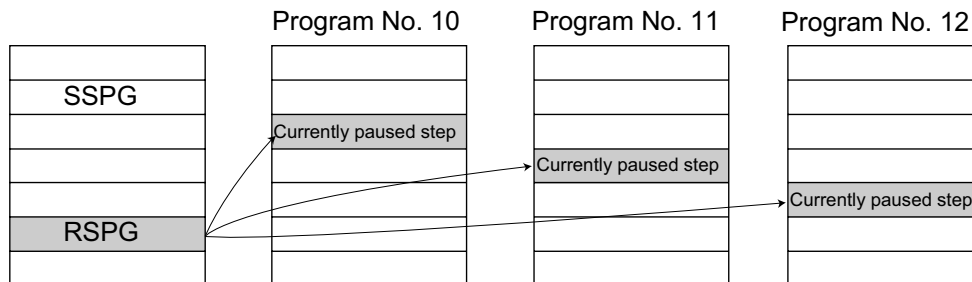 Program No. 10
Program No. 11
Program No. 12
SSPG
Currently paused step
Currently paused step
Currently paused step
RSPG